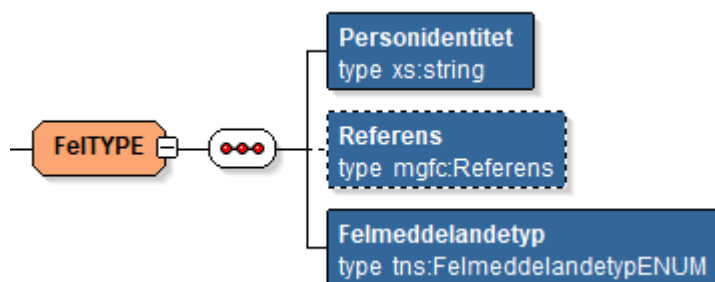 Personidentitet
type xs:string
FelTYPE
Referens
type mgfc:Referens
Felmeddelandetyp
type tns:FelmeddelandetypENUM